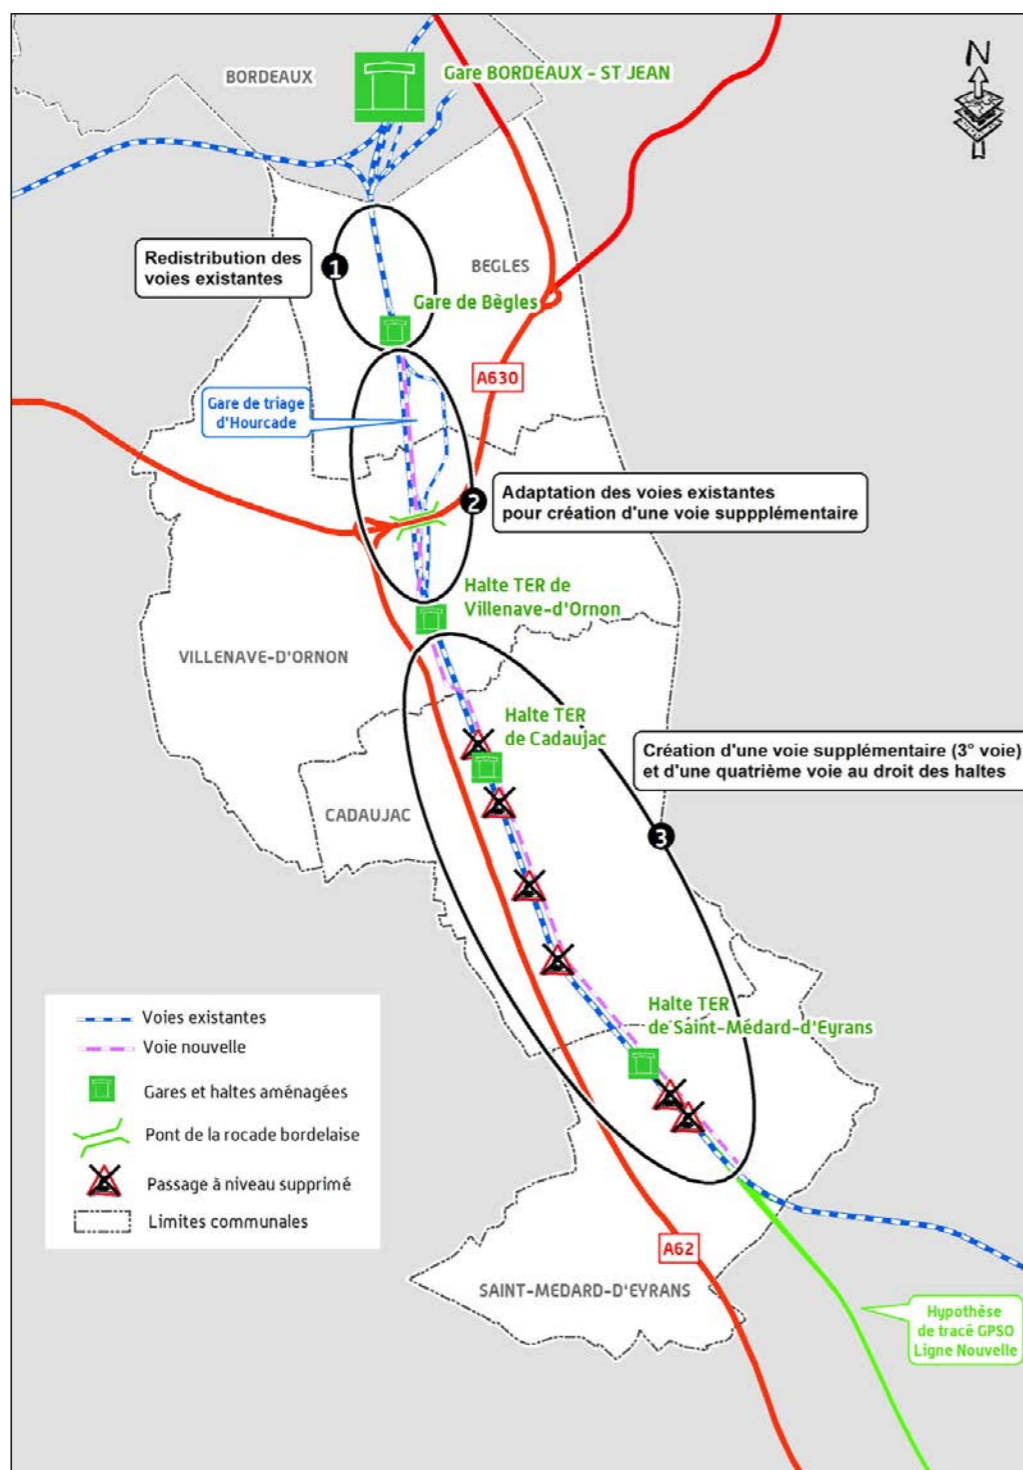 BORDEAUX
Gare BORDEAUX - ST JEAN
N
Redistribution des
voies existantes
1
BEGLES
Gare de Bègles
A630
Gare de triage
d'Hourcade
2
Adaptation des voies existantes
pour création d'une voie suppplémentaire
Halte TER de
Villenave-d'Ornon
VILLENAVE-D'ORNON
Halte TER
de Cadaujac
Création d'une voie supplémentaire (3° voie)
et d'une quatrième voie au droit des haltes
CADAUJAC
3
Halte TER
de Saint-Médard-d'Eyrans
Voies existantes
Voie nouvelle
Gares et haltes aménagées
Pont de la rocade bordelaise
Passage à niveau supprimé
Limites communales
A62
SAINT-MEDARD-D'EYRANS
Hypothèse
de tracé GPSO
Ligne Nouvelle